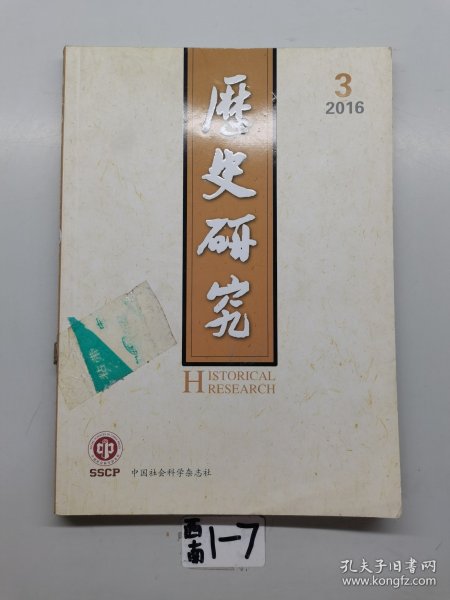 3
2016
歷史研究
HISTORICAL
RESEARCH
SSCP
中国社会科学杂志社
西南 1-7
孔夫子旧书网
www.kongfz.com